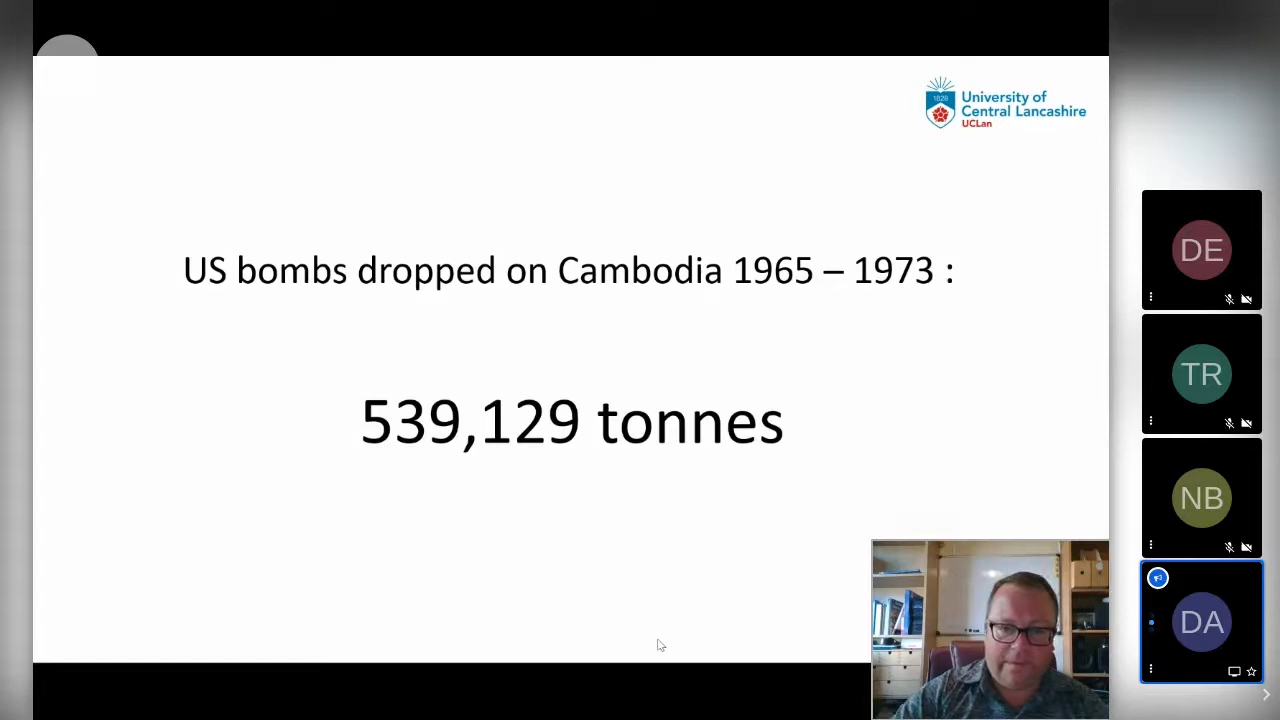 1828
University of
Central Lancashire
UCLan
US bombs dropped on Cambodia 1965 – 1973 :
539,129 tonnes
DE
TR
NB
DA